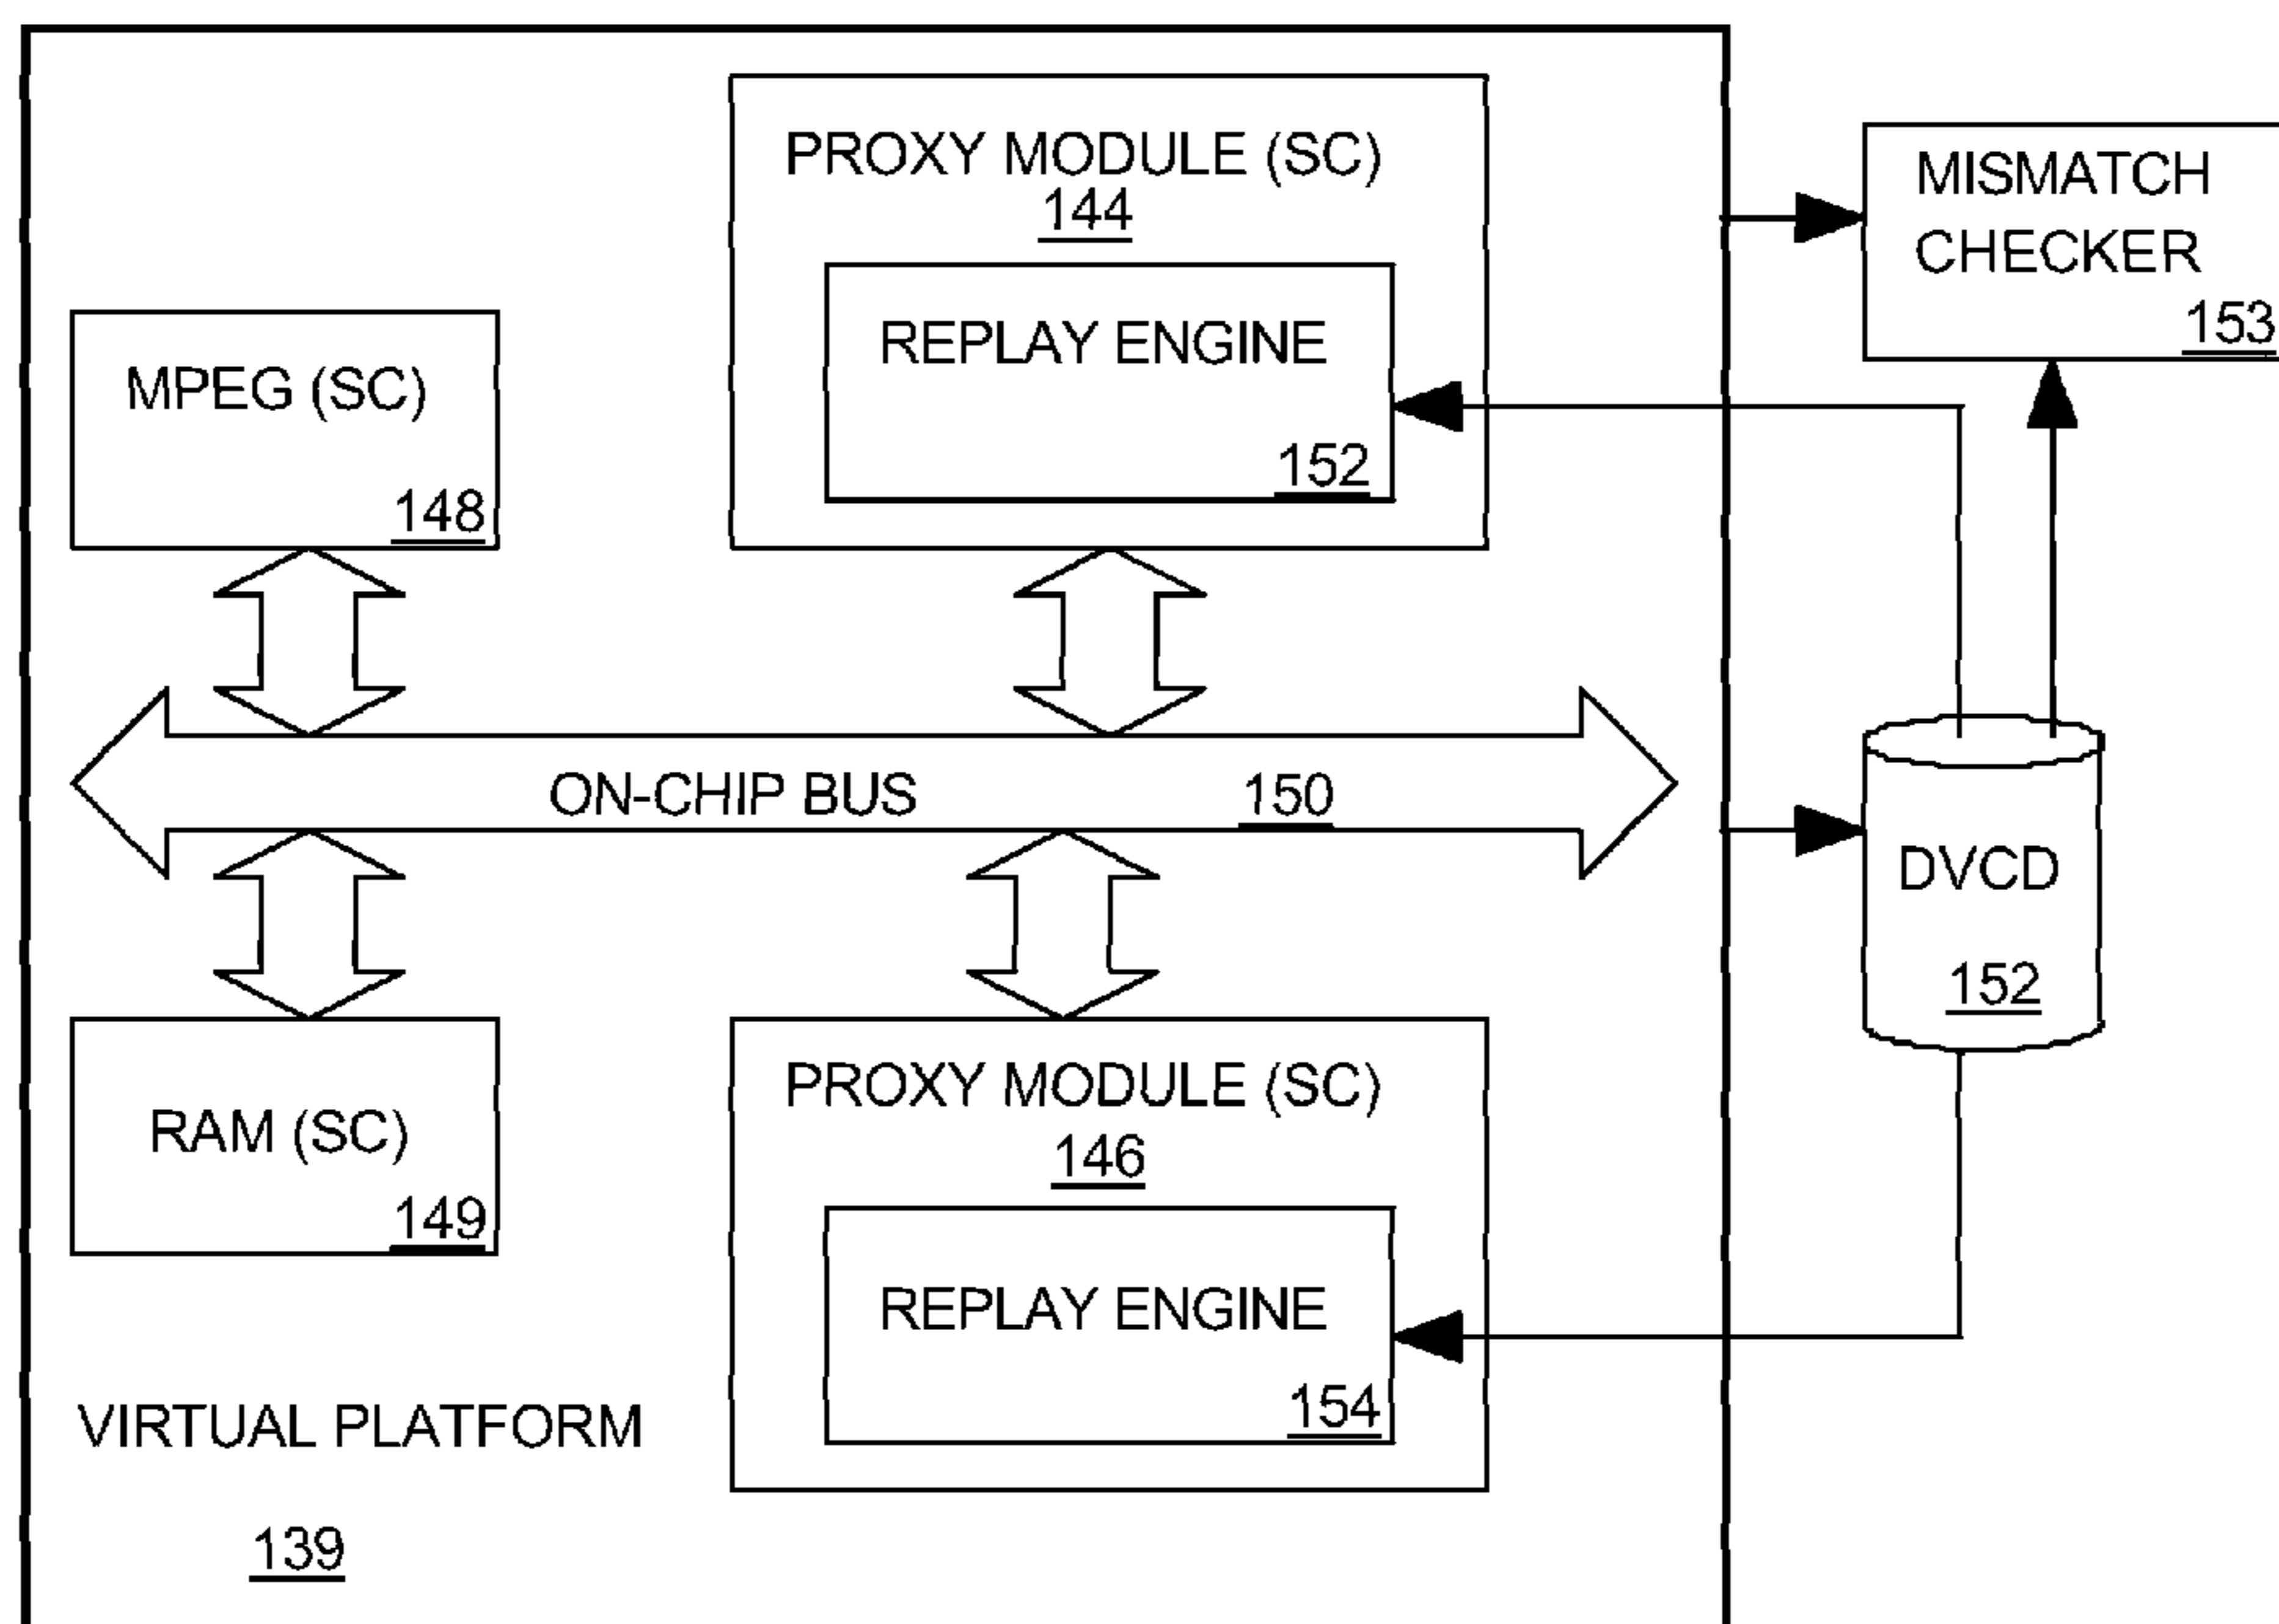 PROXY MODULE (SC)
144
REPLAY ENGINE
152
MISMATCH
CHECKER
153
MPEG (SC)
148
ON-CHIP BUS 150
DVCD
152
RAM (SC)
149
PROXY MODULE (SC)
146
REPLAY ENGINE
154
VIRTUAL PLATFORM
139